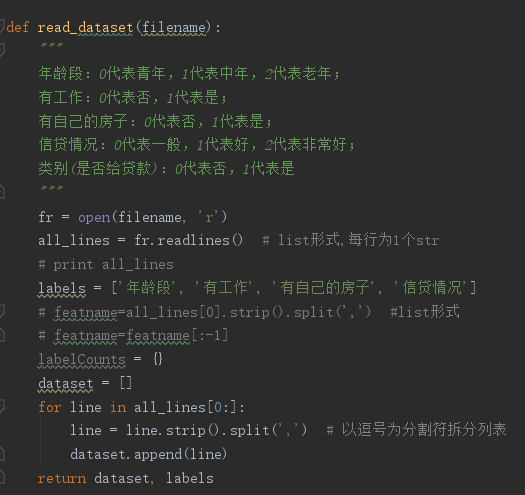 def read_dataset(filename):
    """
    年龄段：0代表青年，1代表中年，2代表老年；
    有工作：0代表否，1代表是；
    有自己的房子：0代表否，1代表是；
    信贷情况：0代表一般，1代表好，2代表非常好；
    类别(是否给贷款)：0代表否，1代表是
    """
    fr = open(filename, 'r')
    all_lines = fr.readlines()  # list形式,每行为1个str
    # print all_lines
    labels = ['年龄段', '有工作', '有自己的房子', '信贷情况']
    # featname=all_lines[0].strip().split(',')  #list形式
    # featname=featname[:-1]
    labelCounts = {}
    dataset = []
    for line in all_lines[0:]:
        line = line.strip().split(',')  # 以逗号为分割符拆分列表
        dataset.append(line)
    return dataset, labels